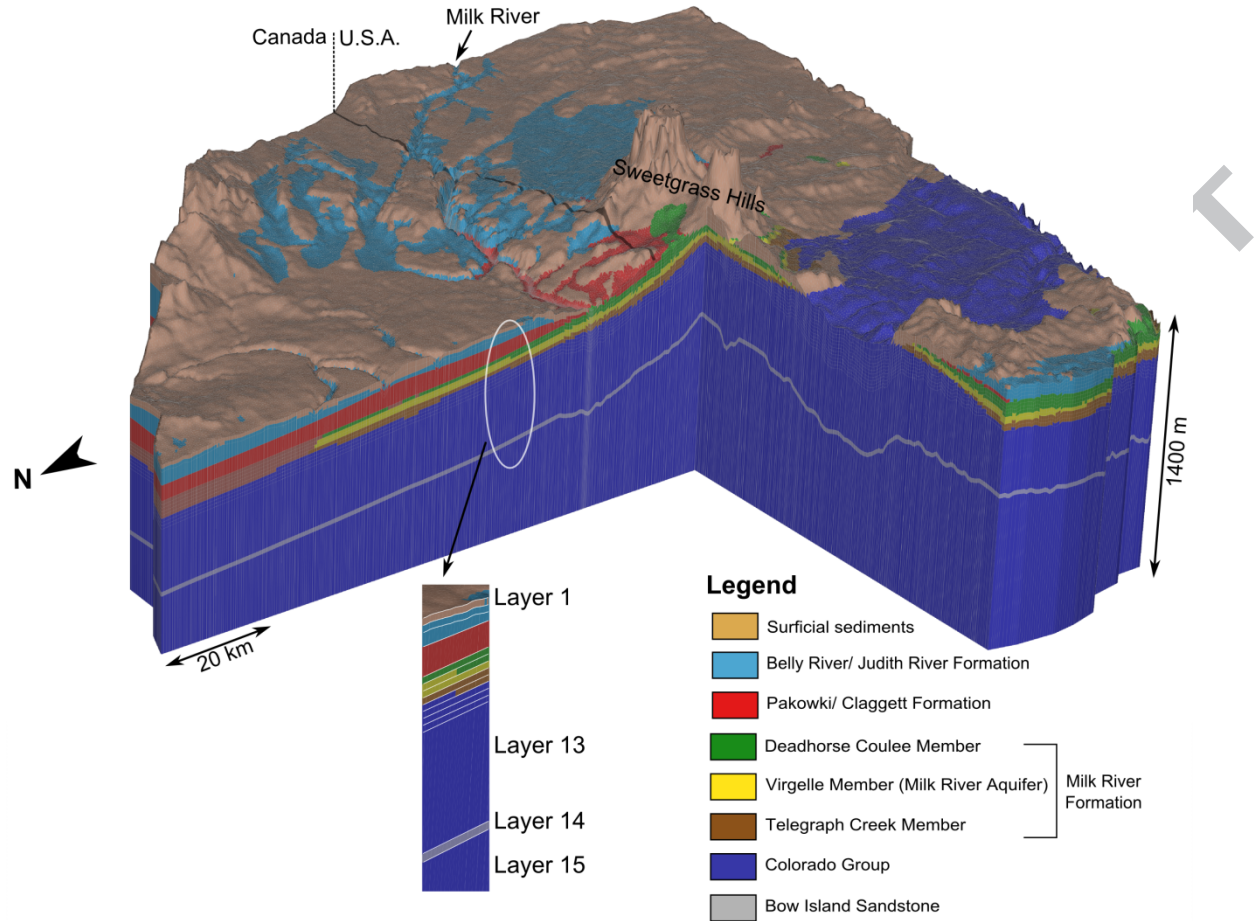 Milk River
Canada U.S.A.
Sweetgrass Hills
N
1400 m
20 km
Layer 1
Layer 13
Layer 14
Layer 15
Legend
Surficial sediments
Belly River/ Judith River Formation
Pakowki/ Claggett Formation
Deadhorse Coulee Member
Virgelle Member (Milk River Aquifer)
Telegraph Creek Member
Milk River
Formation
Colorado Group
Bow Island Sandstone